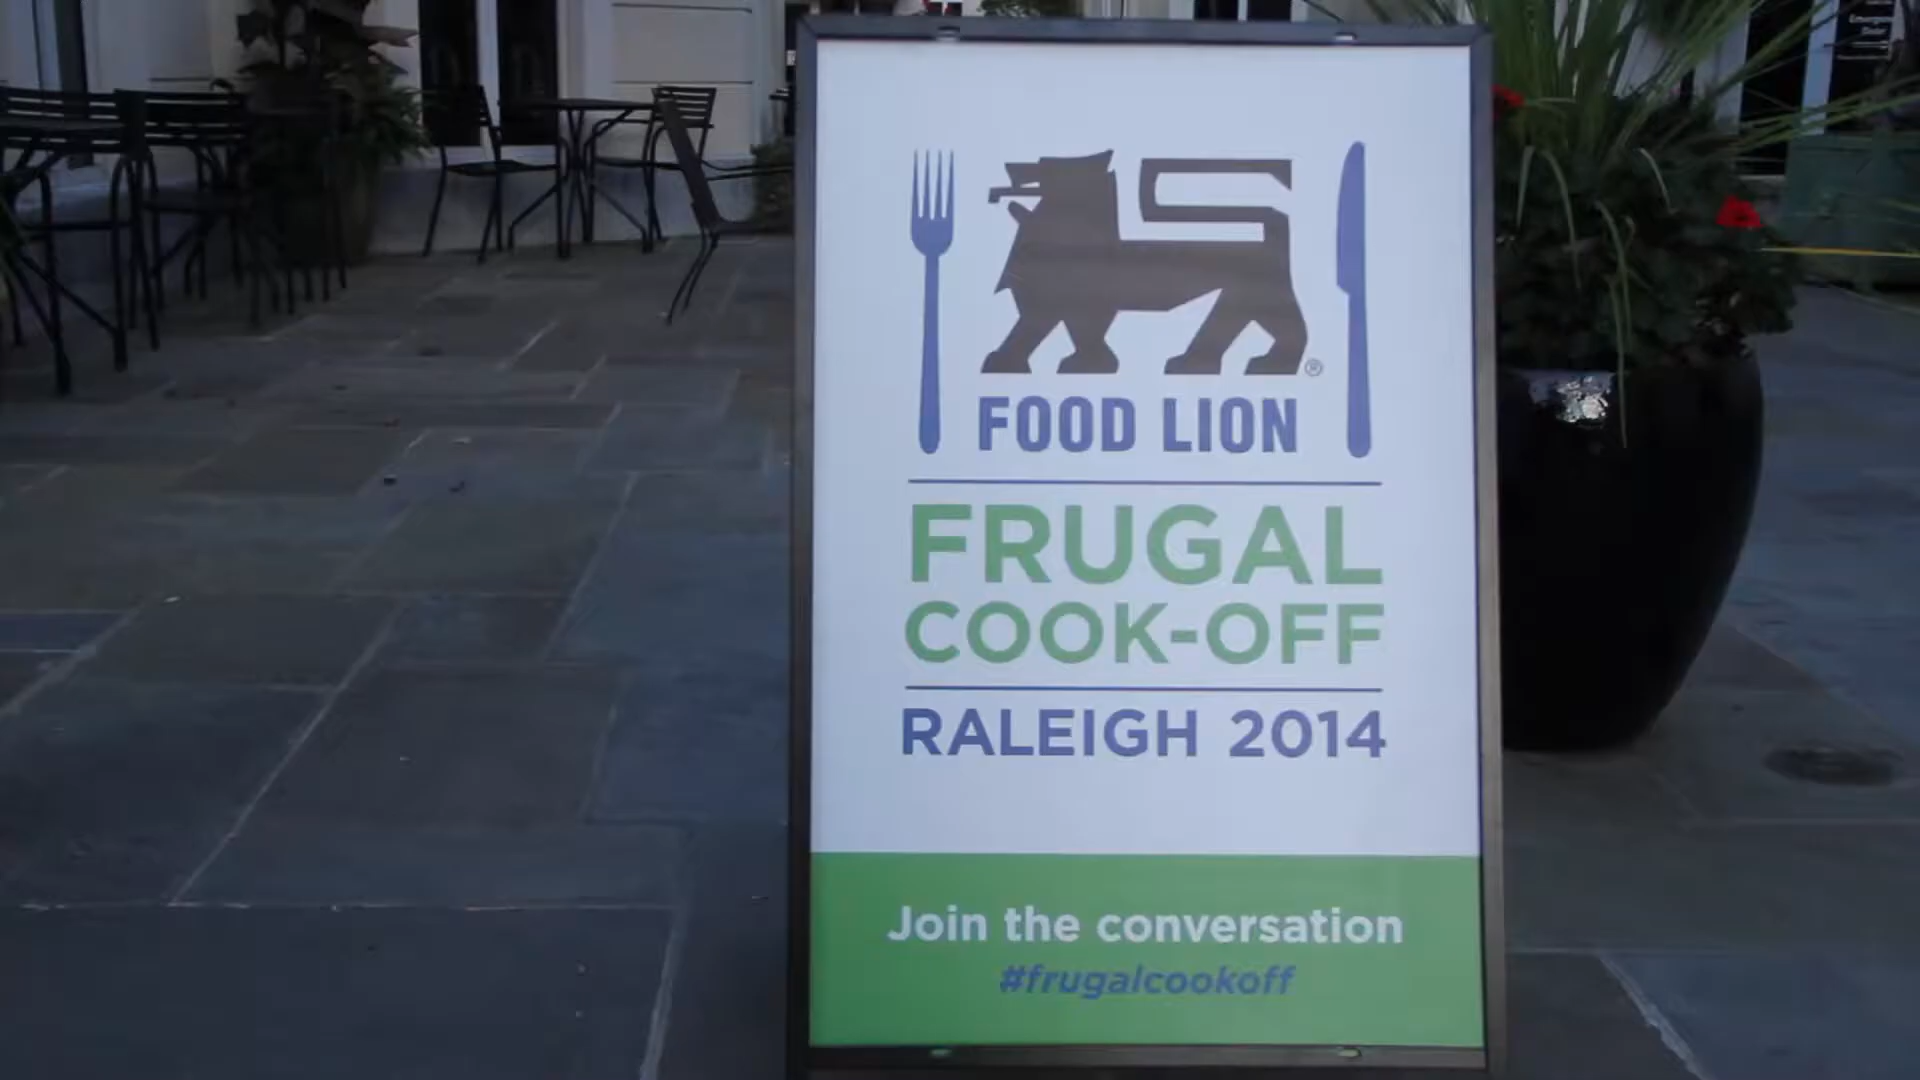 FOOD LION
FRUGAL
COOK-OFF
RALEIGH 2014
Join the conversation
#frugalcookoff